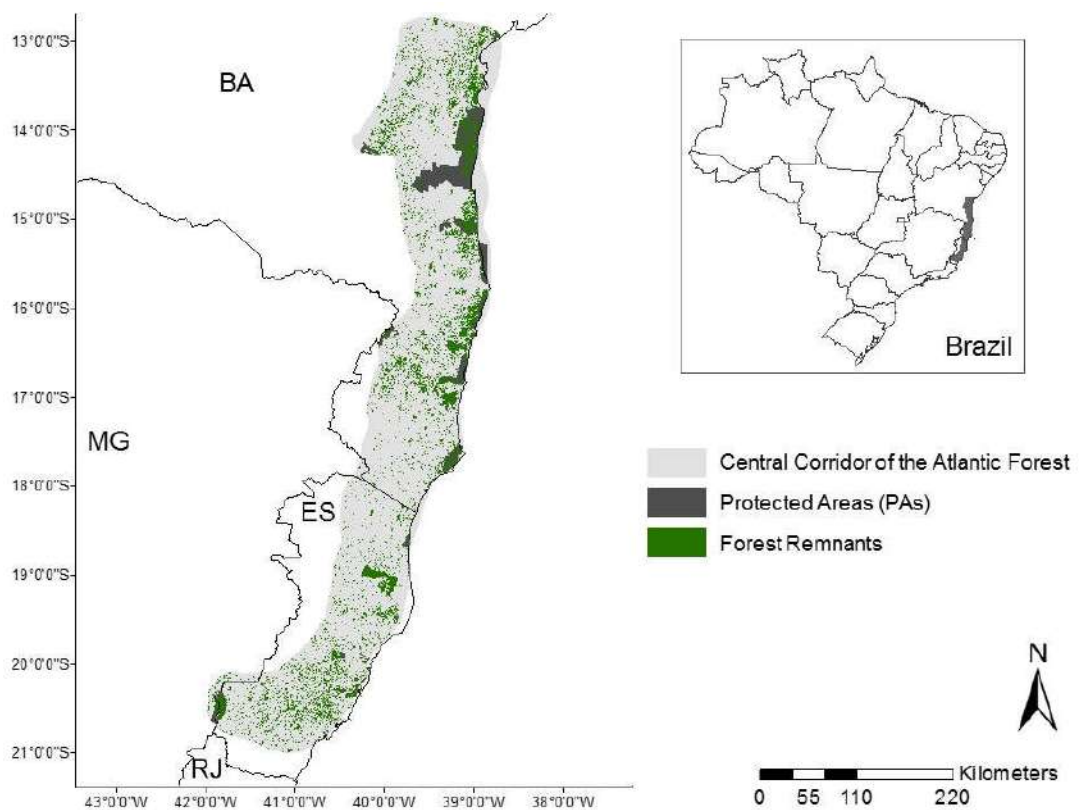 13°0'0"S
14°0'0"S
15°0'0"S
16°0'0"S
17°0'0"S
18°0'0"S
19°0'0"S
20°0'0"S
21°0'0"S
BA
MG
ES
RJ
43°0'0"W
42°0'0"W
41°0'0"W
40°0'0"W
39°0'0"W
38°0'0"W
Brazil
Central Corridor of the Atlantic Forest
Protected Areas (PAs)
Forest Remnants
N
Kilometers
0 55 110 220